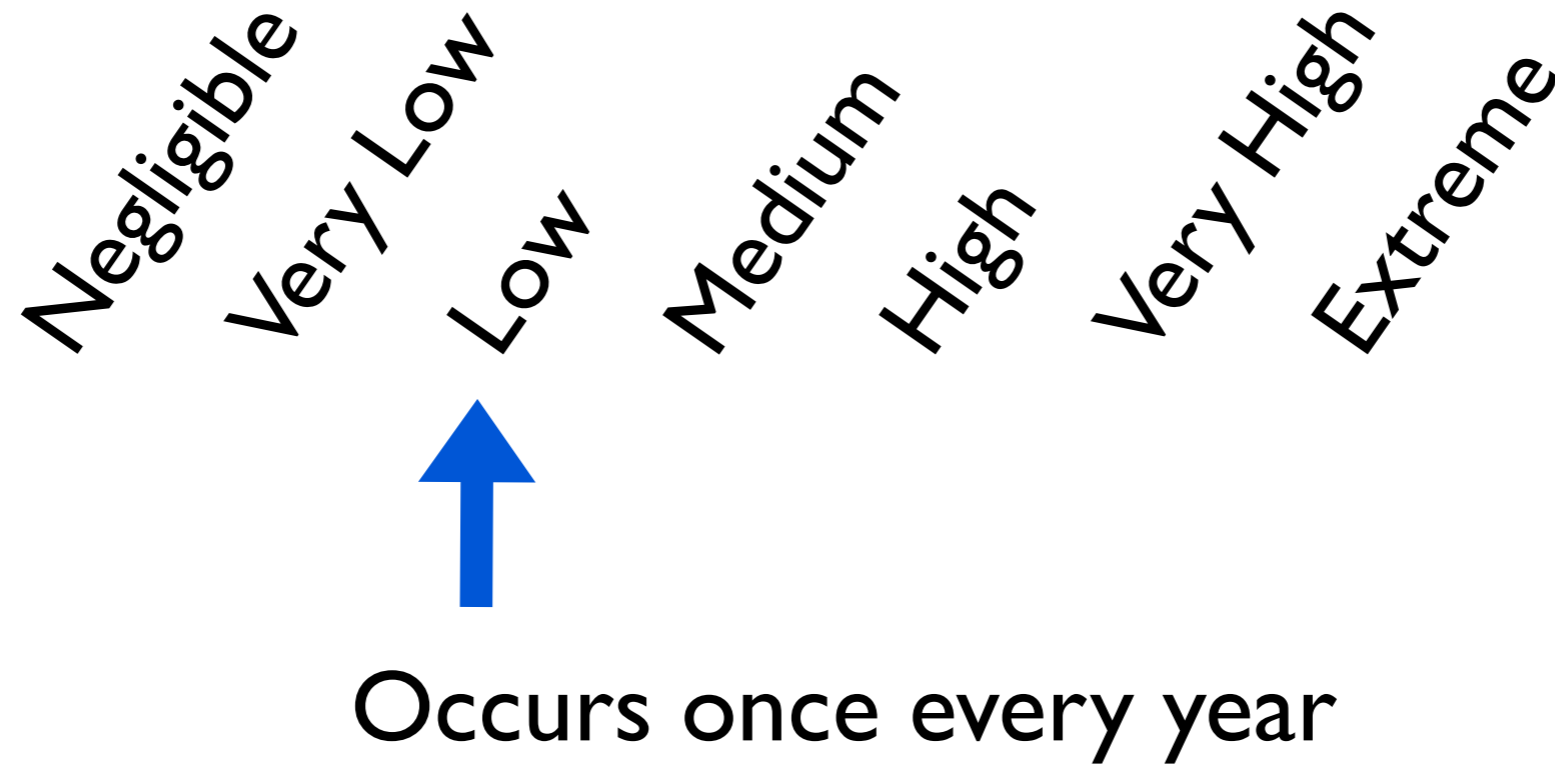 Negligible
Very Low
Low
Medium
High
Very High
Extreme
Occurs once every year